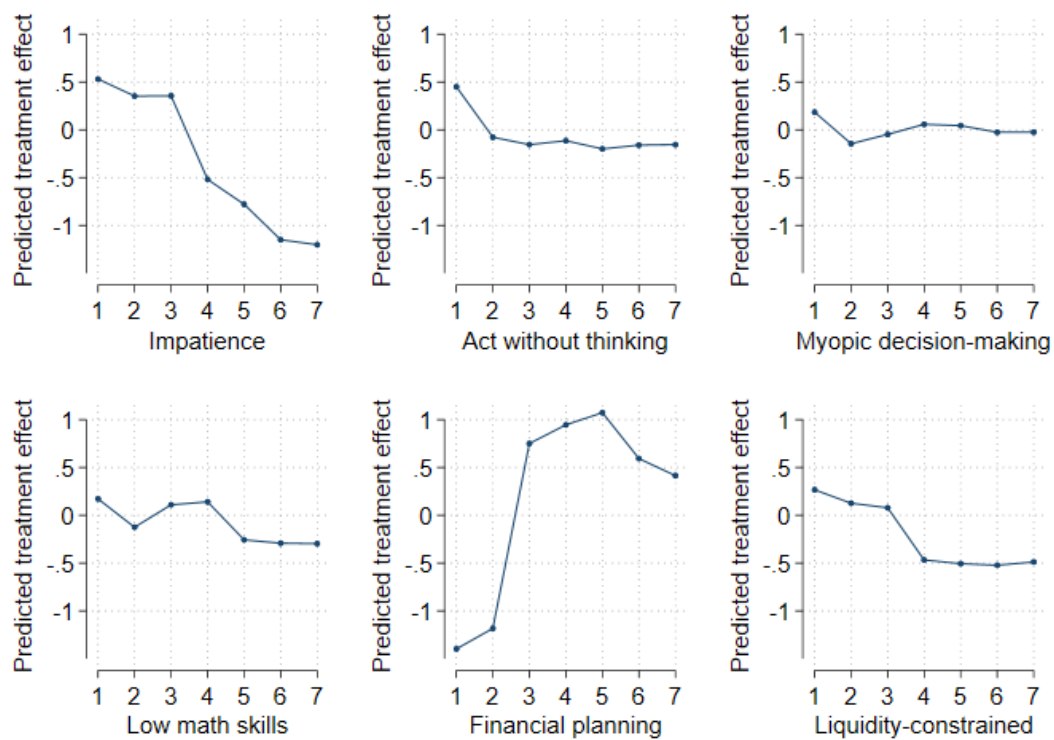 Predicted treatment effect
1
.5
0
-.5
-1
1 2 3 4 5 6 7
Impatience
Predicted treatment effect
1
.5
0
-.5
-1
1 2 3 4 5 6 7
Act without thinking
Predicted treatment effect
1
.5
0
-.5
-1
1 2 3 4 5 6 7
Myopic decision-making
Predicted treatment effect
1
.5
0
-.5
-1
1 2 3 4 5 6 7
Low math skills
Predicted treatment effect
1
.5
0
-.5
-1
1 2 3 4 5 6 7
Financial planning
Predicted treatment effect
1
.5
0
-.5
-1
1 2 3 4 5 6 7
Liquidity-constrained